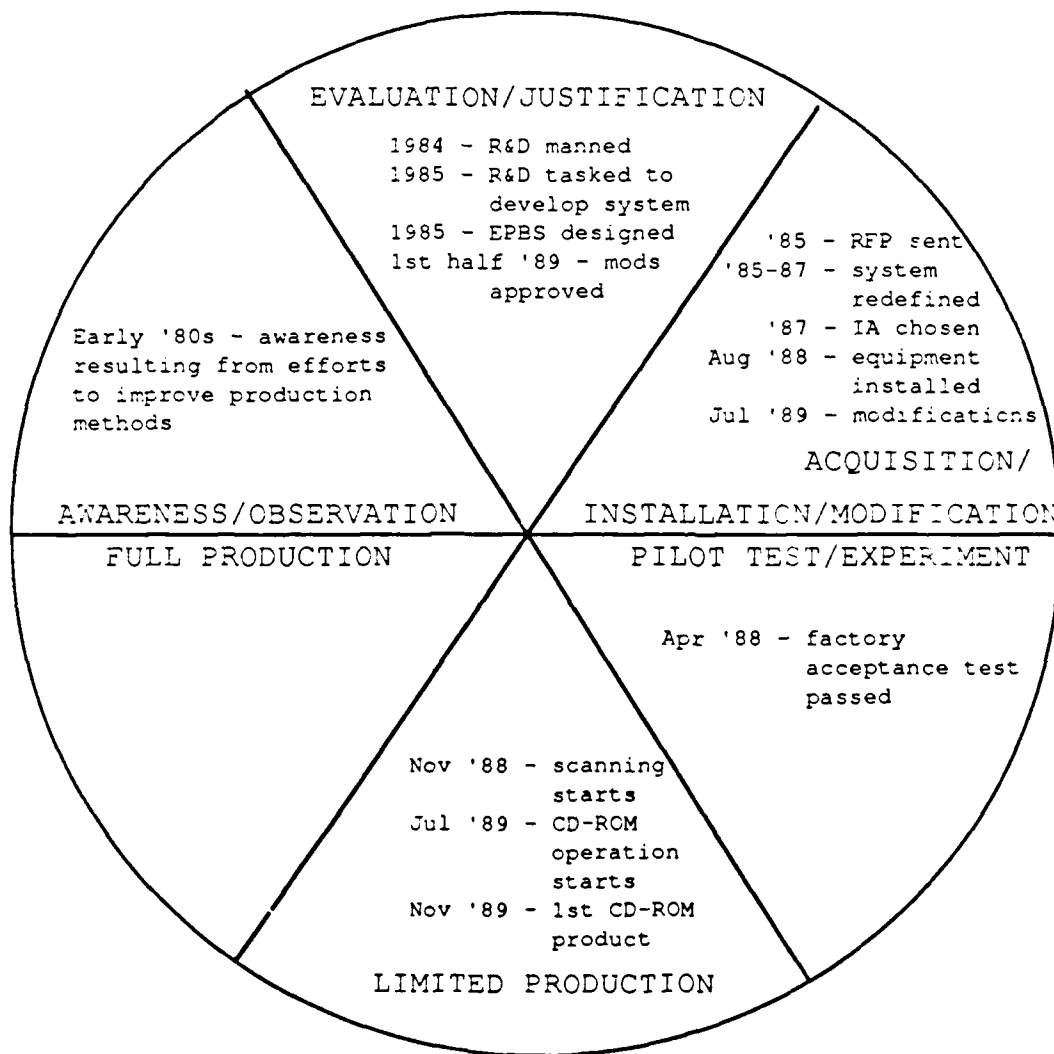 EVALUATION/JUSTIFICATION
1984 - R&D manned
1985 - R&D tasked to
develop system
1985 - EPBS designed
1st half '89 - mods
approved
'85 - RFP sent
'85-87 - system
redefined
'87 - IA chosen
Aug '88 - equipment
installed
Jul '89 - modifications
ACQUISITION/
INSTALLATION/MODIFICATION
Early '80s - awareness
resulting from efforts
to improve production
methods
AWARENESS/OBSERVATION
FULL PRODUCTION
PILOT TEST/EXPERIMENT
Apr '88 - factory
acceptance test
passed
Nov '88 - scanning
starts
Jul '89 - CD-ROM
operation
starts
Nov '89 - 1st CD-ROM
product
LIMITED PRODUCTION